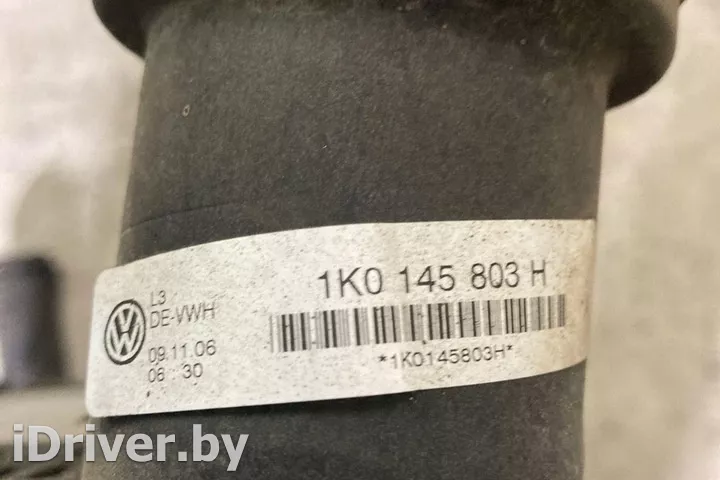 1K0 145 803 H
L3
DE-VWH
09.11.06
06 : 30
*1K0145803H*
iDriver.by